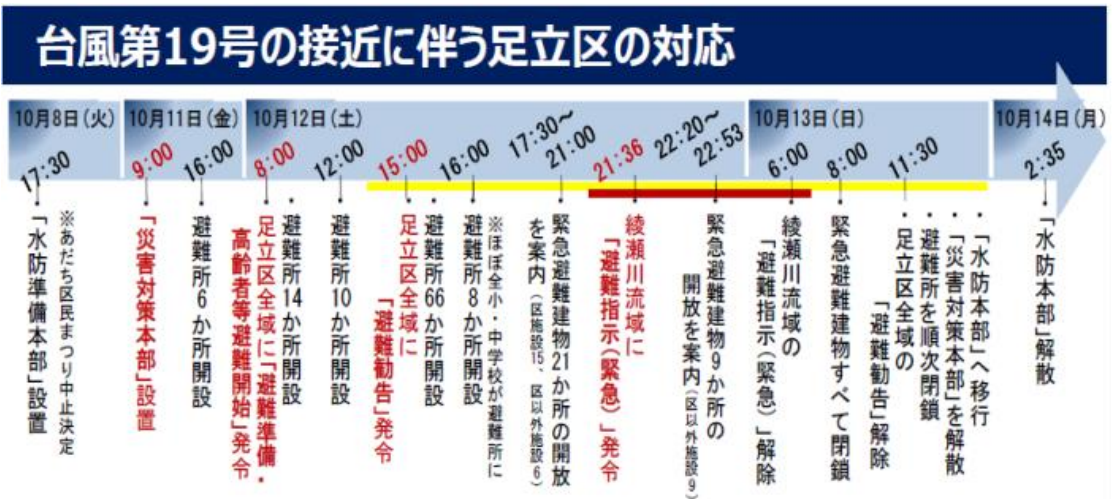 台風第19号の接近に伴う足立区の対応
10月8日(火)
17:30
「水防準備本部」設置
※あだち区民まつり中止決定
10月11日(金)
9:00
「災害対策本部」設置
16:00
避難所6か所開設
10月12日(土)
8:00
足立区全域に「避難準備・
高齢者等避難開始」発令
・避難所14か所開設
12:00
避難所10か所開設
15:00
・足立区全域に
「避難勧告」発令
・避難所66か所開設
16:00
避難所8か所開設
※ほぼ全小・中学校が避難所に
17:30～
21:00
緊急避難建物21か所の開放
を案内(区施設15、区以外施設6)
21:36
綾瀬川流域に
「避難指示(緊急)」発令
22:20～
22:53
緊急避難建物9か所の
開放を案内(区以外施設9)
10月13日(日)
6:00
綾瀬川流域の
「避難指示(緊急)」解除
8:00
緊急避難建物すべて閉鎖
11:30
・足立区全域の
「避難勧告」解除
・避難所を順次閉鎖
・「災害対策本部」を解散
・「水防本部」へ移行
10月14日(月)
2:35
「水防本部」解散